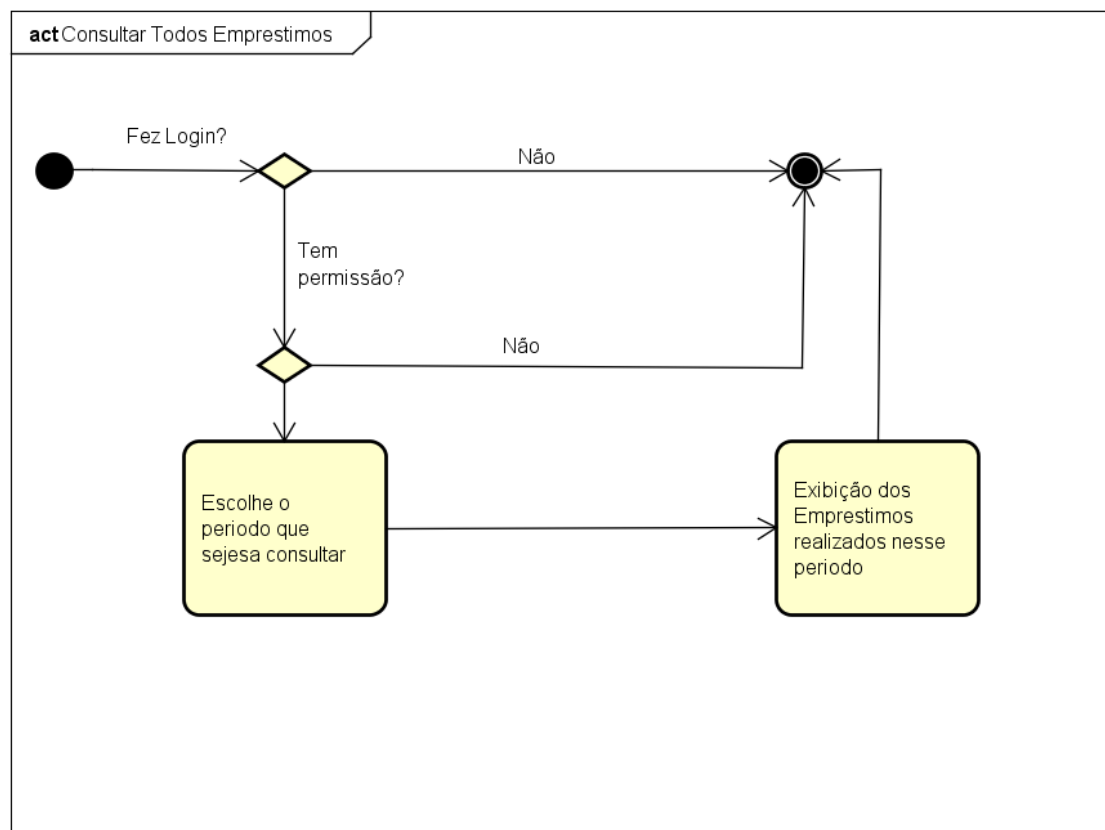 act Consultar Todos Emprestimos
Fez Login?
Não
Tem
permissão?
Não
Escolhe o
periodo que
sejesa consultar
Exibição dos
Emprestimos
realizados nesse
periodo